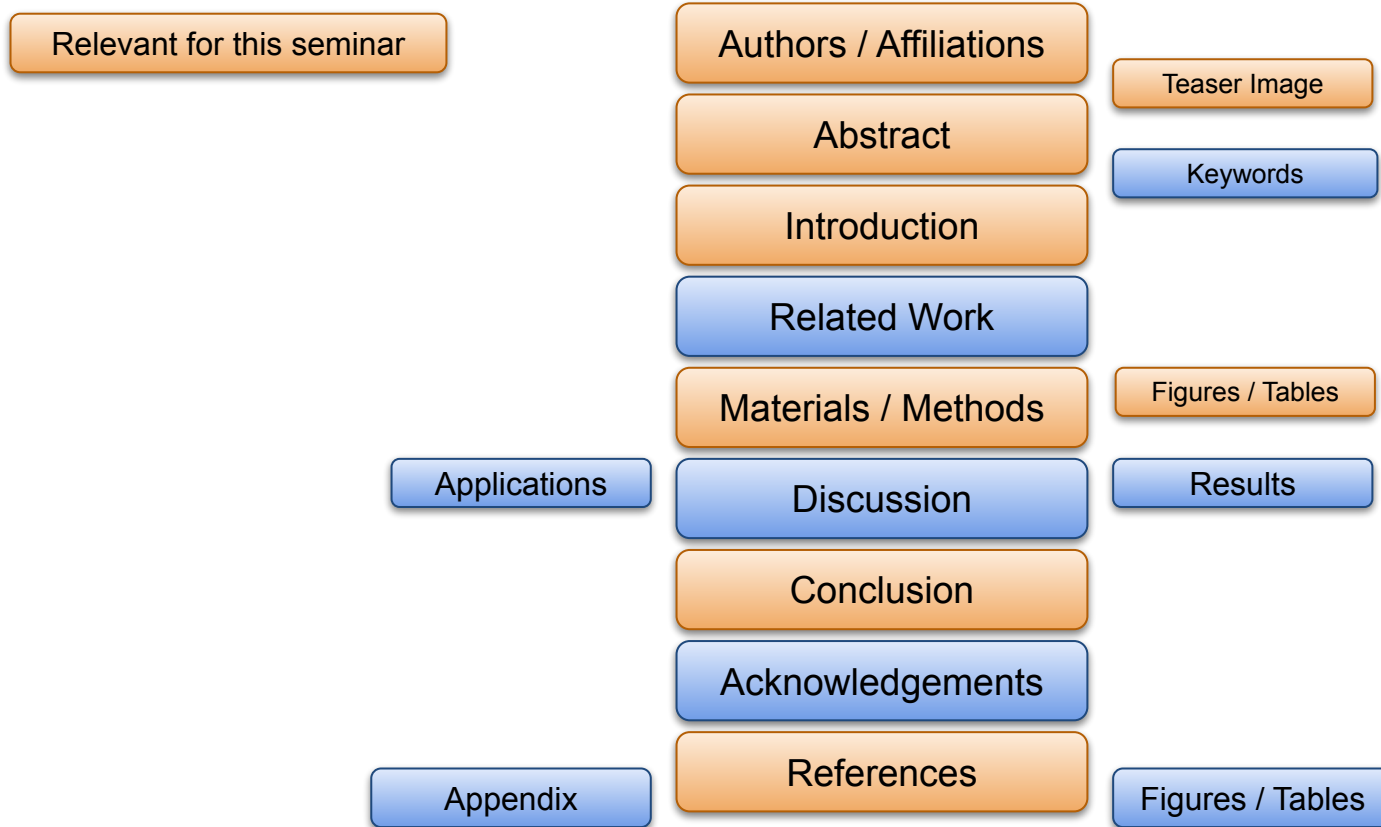 Relevant for this seminar
Authors / Affiliations
Teaser Image
Abstract
Keywords
Introduction
Related Work
Materials / Methods
Figures / Tables
Applications
Discussion
Results
Conclusion
Acknowledgements
References
Appendix
Figures / Tables